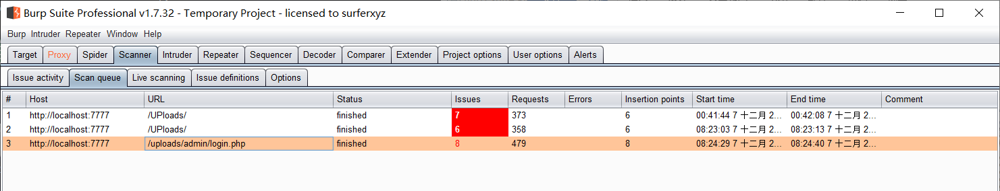 Burp Suite Professional v1.7.32 - Temporary Project - licensed to surferxyz
Burp Intruder Repeater Window Help
Target Proxy Spider Scanner Intruder Repeater Sequencer Decoder Comparer Extender Project options User options Alerts
Issue activity Scan queue Live scanning Issue definitions Options
# Host URL Status Issues Requests Errors Insertion points Start time End time Comment
1 http://localhost:7777 /UPloads/ finished 7 373 6 00:41:44 7 十二月 2... 00:42:08 7 十二月 2...
2 http://localhost:7777 /UPloads/ finished 6 358 6 08:23:03 7 十二月 2... 08:23:13 7 十二月 2...
3 http://localhost:7777 /uploads/admin/login.php finished 8 479 8 08:24:29 7 十二月 2... 08:24:40 7 十二月 2...